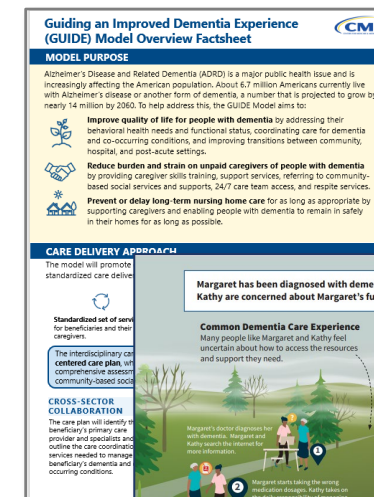 Guiding an Improved Dementia Experience
(GUIDE) Model Overview Factsheet
CM
MODEL PURPOSE
Alzheimer's Disease and Related Dementia (ADRD) is a major public health issue and is
increasingly affecting the American population. About 6.7 million Americans currently live
with Alzheimer's disease or another form of dementia, a number that is projected to grow by
nearly 14 million by 2060. To help address this, the GUIDE Model aims to:
Improve quality of life for people with dementia by addressing their
behavioral health needs and functional status, coordinating care for dementia
and co-occurring conditions, and improving transitions between community,
hospital, and post-acute settings.
Reduce burden and strain on unpaid caregivers of people with dementia
by providing caregiver skills training, support services, referring to community-
based social services and supports, 24/7 care team access, and respite services.
Prevent or delay long-term nursing home care for as long as appropriate by
supporting caregivers and enabling people with dementia to remain in safely
in their homes for as long as possible.
CARE DELIVERY APPROACH
The model will promote
standardized care delive
Standardized set of servi
for beneficiaries and their
caregivers.
The interdisciplinary car
centered care plan, wh
comprehensive assessm
community-based socia
CROSS-SECTOR
COLLABORATION
The care plan will identify th
beneficiary's primary care
provider and specialists and
outline the care coordinatio
services needed to manage
beneficiary's dementia and
occurring conditions.
Margaret has been diagnosed with deme
Kathy are concerned about Margaret's fu
Common Dementia Care Experience
Many people like Margaret and Kathy feel
uncertain about how to access the resources
and support they need.
Margaret's doctor diagnoses her
with dementia. Margaret and
Kathy search the internet for
more information.
1
2
Margaret starts taking the wrong
medication dosages. Kathy takes on